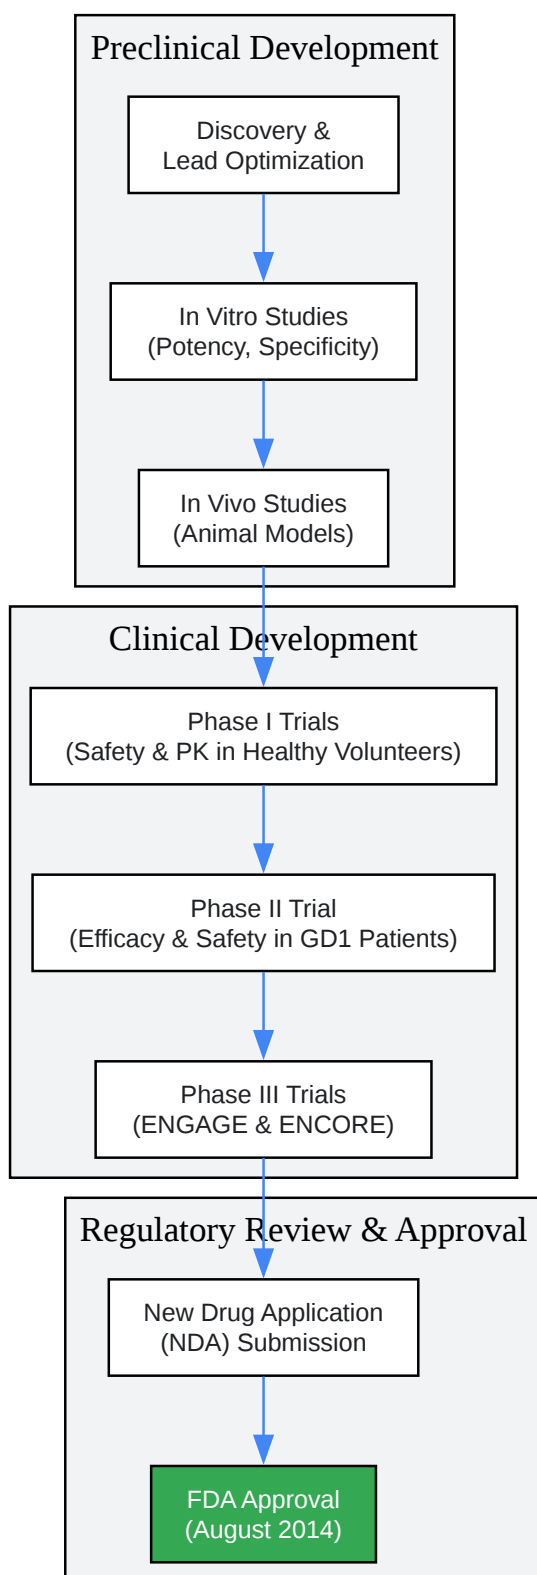 Preclinical Development
Discovery &
Lead Optimization
In Vitro Studies
(Potency, Specificity)
In Vivo Studies
(Animal Models)
Clinical Development
Phase I Trials
(Safety & PK in Healthy Volunteers)
Phase II Trial
(Efficacy & Safety in GD1 Patients)
Phase III Trials
(ENGAGE & ENCORE)
Regulatory Review & Approval
New Drug Application
(NDA) Submission
FDA Approval
(August 2014)